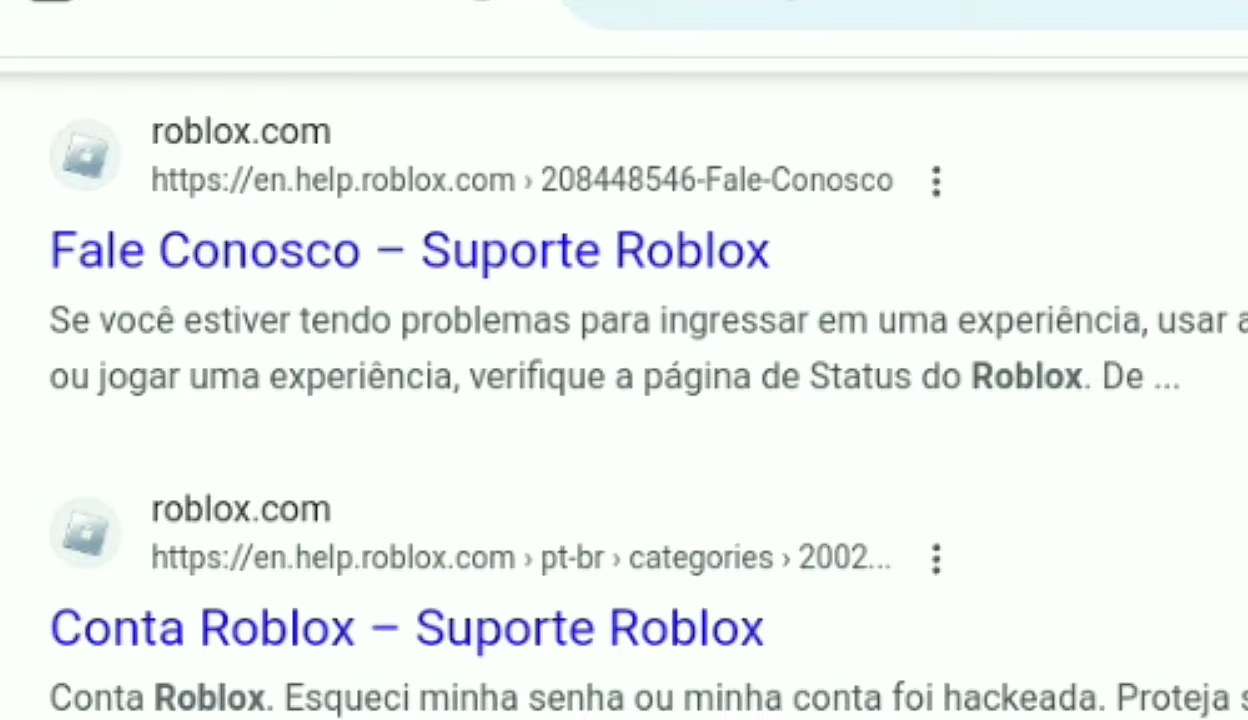 roblox.com
https://en.help.roblox.com › 208448546-Fale-Conosco
Fale Conosco – Suporte Roblox
Se você estiver tendo problemas para ingressar em uma experiência, usar
ou jogar uma experiência, verifique a página de Status do Roblox. De ...
roblox.com
https://en.help.roblox.com › pt-br › categories › 2002...
Conta Roblox – Suporte Roblox
Conta Roblox. Esqueci minha senha ou minha conta foi hackeada. Proteja